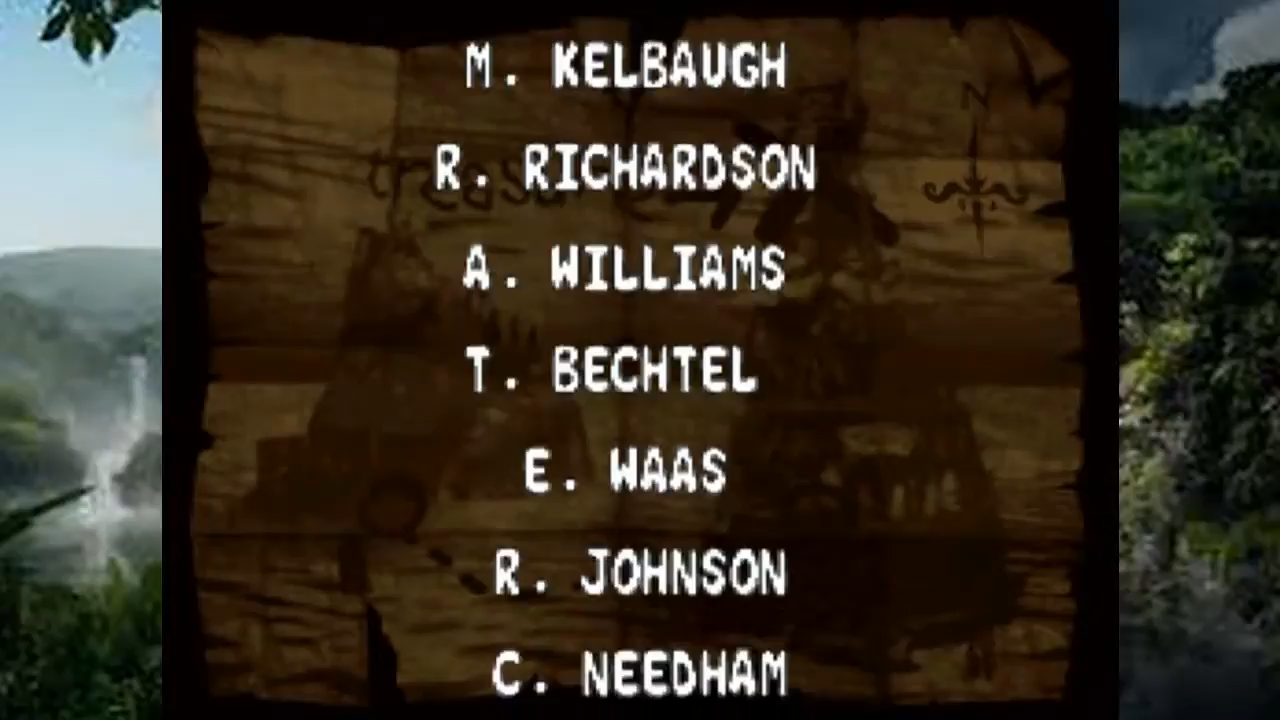 M. KELBAUGH
R. RICHARDSON
A. WILLIAMS
T. BECHTEL
E. WAAS
R. JOHNSON
C. NEEDHAM
N